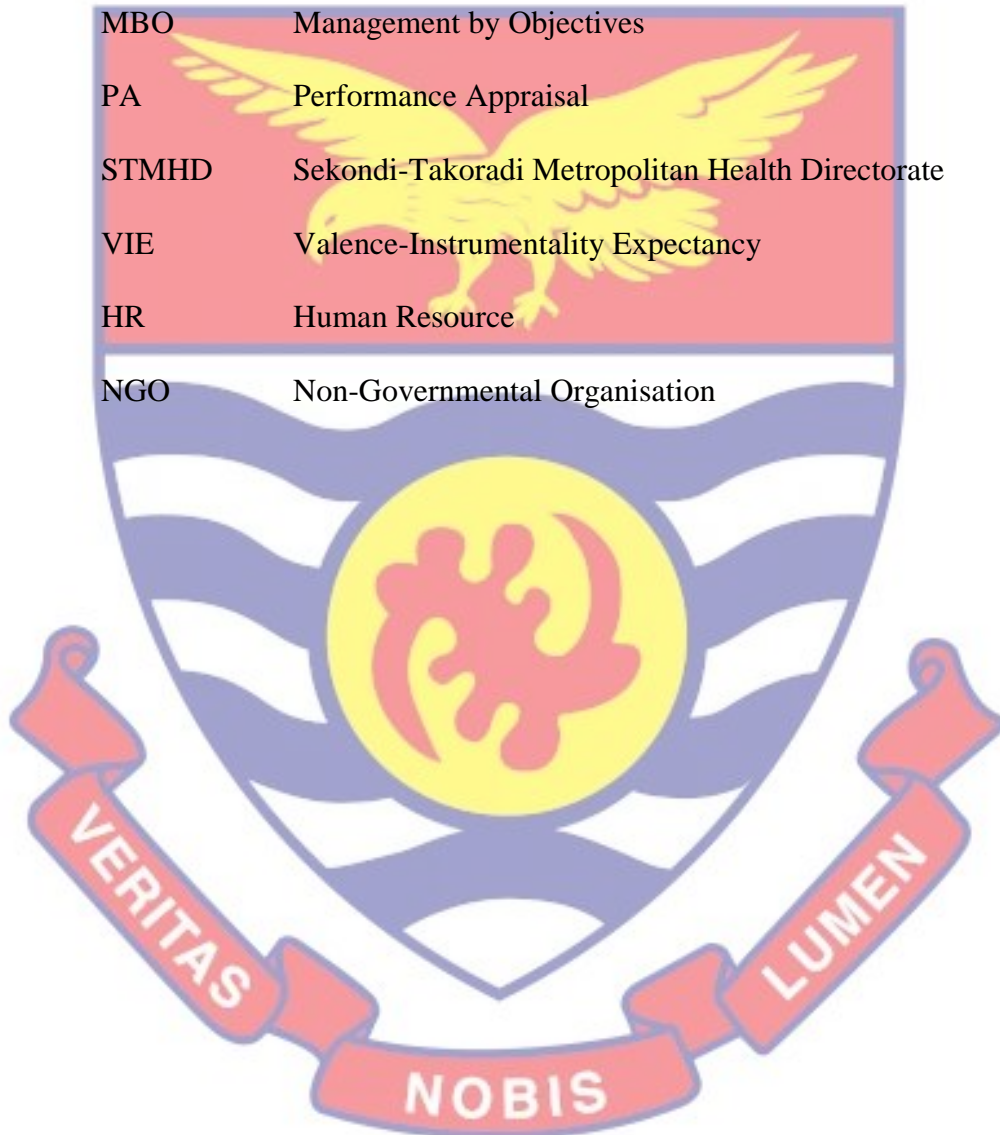 MBO Management by Objectives
PA Performance Appraisal
STMHD Sekondi-Takoradi Metropolitan Health Directorate
VIE Valence-Instrumentality Expectancy
HR Human Resource
NGO Non-Governmental Organisation
VERITAS
NOBIS
LUMEN